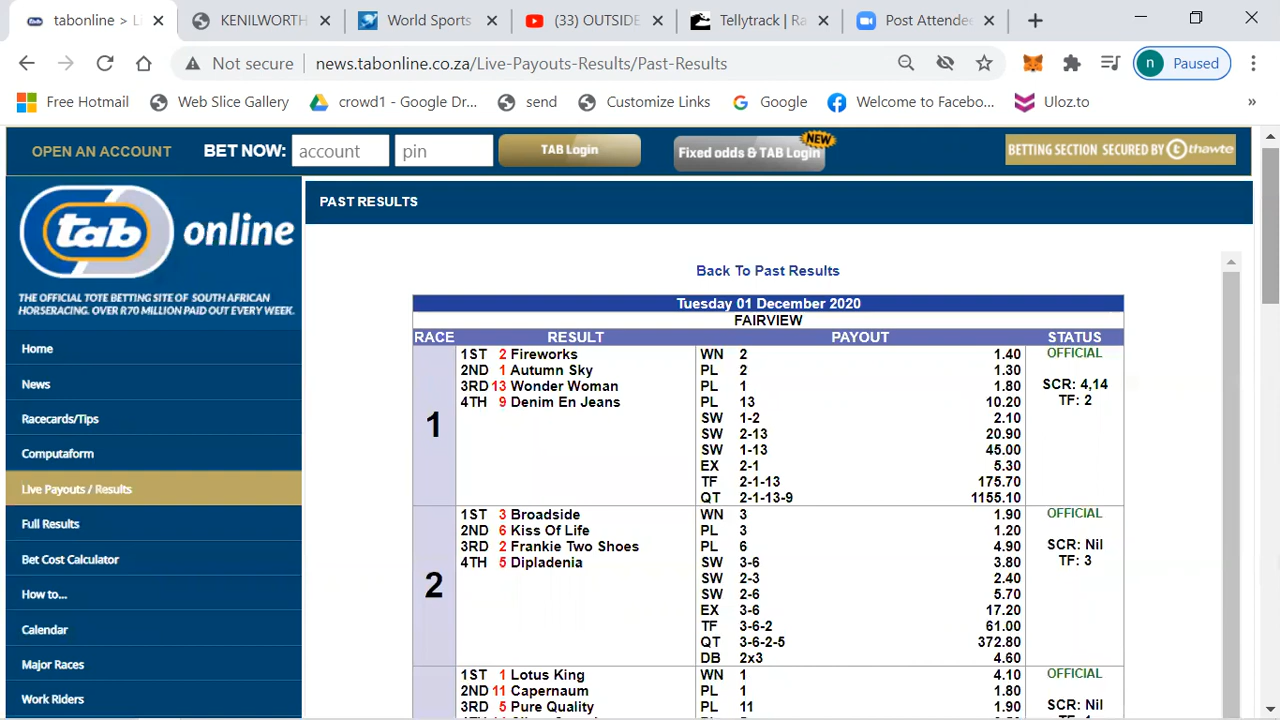 tabonline > Li
KENILWORTH
World Sports
(33) OUTSIDE
Tellytrack | Ra
Post Attendee
Not secure
news.tabonline.co.za/Live-Payouts-Results/Past-Results
n Paused
Free Hotmail
Web Slice Gallery
crowd1 - Google Dr...
send
Customize Links
Google
Welcome to Facebo...
Uloz.to
»
OPEN AN ACCOUNT
BET NOW:
account
pin
TAB Login
Fixed odds & TAB Login
NEW
BETTING SECTION SECURED BY thawte
tab online
THE OFFICIAL TOTE BETTING SITE OF SOUTH AFRICAN
HORSERACING. OVER R70 MILLION PAID OUT EVERY WEEK.
Home
News
Racecards/Tips
Computaform
Live Payouts / Results
Full Results
Bet Cost Calculator
How to...
Calendar
Major Races
Work Riders
PAST RESULTS
Back To Past Results
Tuesday 01 December 2020
FAIRVIEW
RACE RESULT PAYOUT STATUS
1
1ST 2 Fireworks
2ND 1 Autumn Sky
3RD 13 Wonder Woman
4TH 9 Denim En Jeans
WN 2 1.40
PL 2 1.30
PL 1 1.80
PL 13 10.20
SW 1-2 2.10
SW 2-13 20.90
SW 1-13 45.00
EX 2-1 5.30
TF 2-1-13 175.70
QT 2-1-13-9 1155.10
OFFICIAL
SCR: 4,14
TF: 2
2
1ST 3 Broadside
2ND 6 Kiss Of Life
3RD 2 Frankie Two Shoes
4TH 5 Dipladenia
WN 3 1.90
PL 3 1.20
PL 6 4.90
SW 3-6 3.80
SW 2-3 2.40
SW 2-6 5.70
EX 3-6 17.20
TF 3-6-2 61.00
QT 3-6-2-5 372.80
DB 2x3 4.60
OFFICIAL
SCR: Nil
TF: 3
1ST 1 Lotus King
2ND 11 Capernaum
3RD 5 Pure Quality
WN 1 4.10
PL 1 1.80
PL 11 1.90
OFFICIAL
SCR: Nil